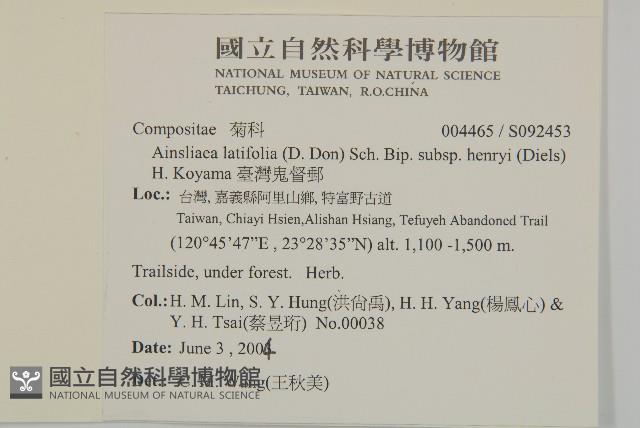 國立自然科學博物館
NATIONAL MUSEUM OF NATURAL SCIENCE
TAICHUNG, TAIWAN, R.O.CHINA
Compositae 菊科 004465 / S092453
Ainsliaea latifolia (D. Don) Sch. Bip. subsp. henryi (Diels)
H. Koyama 臺灣鬼督郵
Loc.: 台灣, 嘉義縣阿里山鄉, 特富野古道
Taiwan, Chiayi Hsien,Alishan Hsiang, Tefuyeh Abandoned Trail
(120°45'47”E , 23°28'35”N) alt. 1,100 -1,500 m.
Trailside, under forest. Herb.
Col.: H. M. Lin, S. Y. Hung(洪尙禹), H. H. Yang(楊鳳心) &
Y. H. Tsai(蔡昱珩) No.00038
Date: June 3 , 2004
Det.: Wang(王秋美)
國立自然科學博物館
NATIONAL MUSEUM OF NATURAL SCIENCE